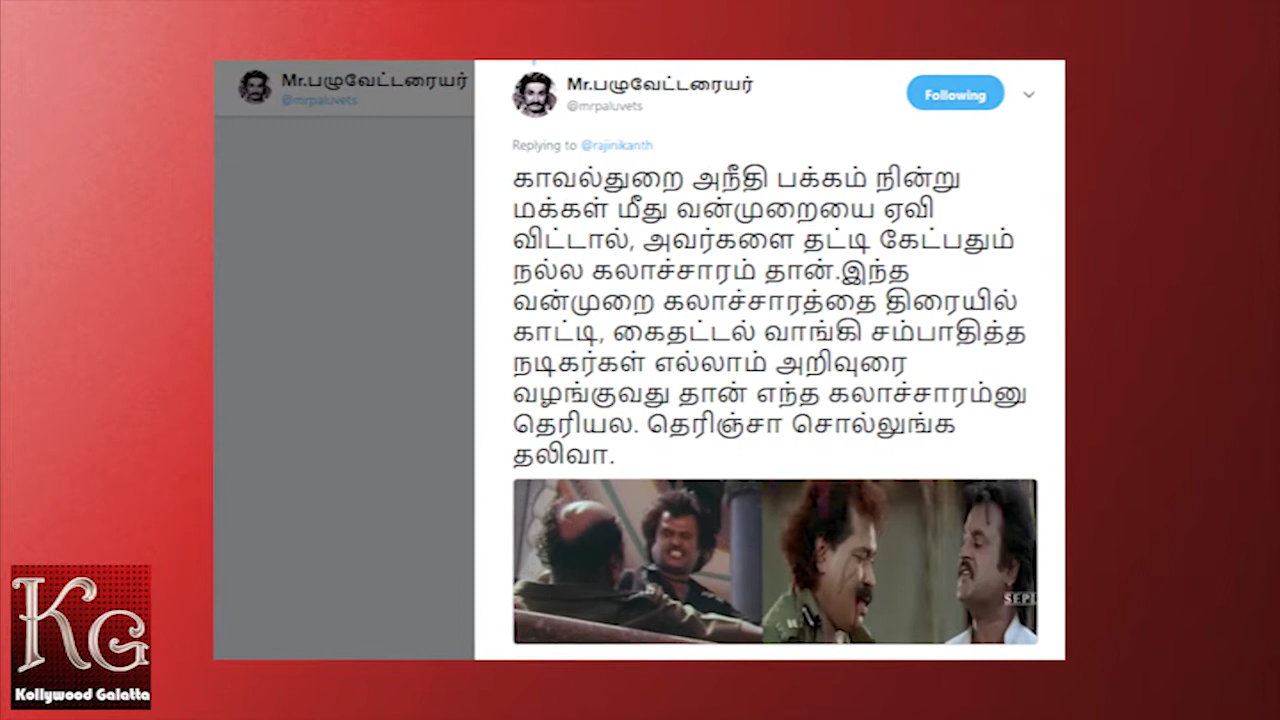 Mr.பழுவேட்டரையர்
@mrpaluvets
Mr.பழுவேட்டரையர்
@mrpaluvets
Following
Replying to @rajinikanth
காவல்துறை அநீதி பக்கம் நின்று
மக்கள் மீது வன்முறையை ஏவி
விட்டால், அவர்களை தட்டி கேட்பதும்
நல்ல கலாச்சாரம் தான்.இந்த
வன்முறை கலாச்சாரத்தை திரையில்
காட்டி, கைதட்டல் வாங்கி சம்பாதித்த
நடிகர்கள் எல்லாம் அறிவுரை
வழங்குவது தான் எந்த கலாச்சாரம்னு
தெரியல. தெரிஞ்சா சொல்லுங்க
தலிவா.
SEPL
KG
Kollywood Galatta